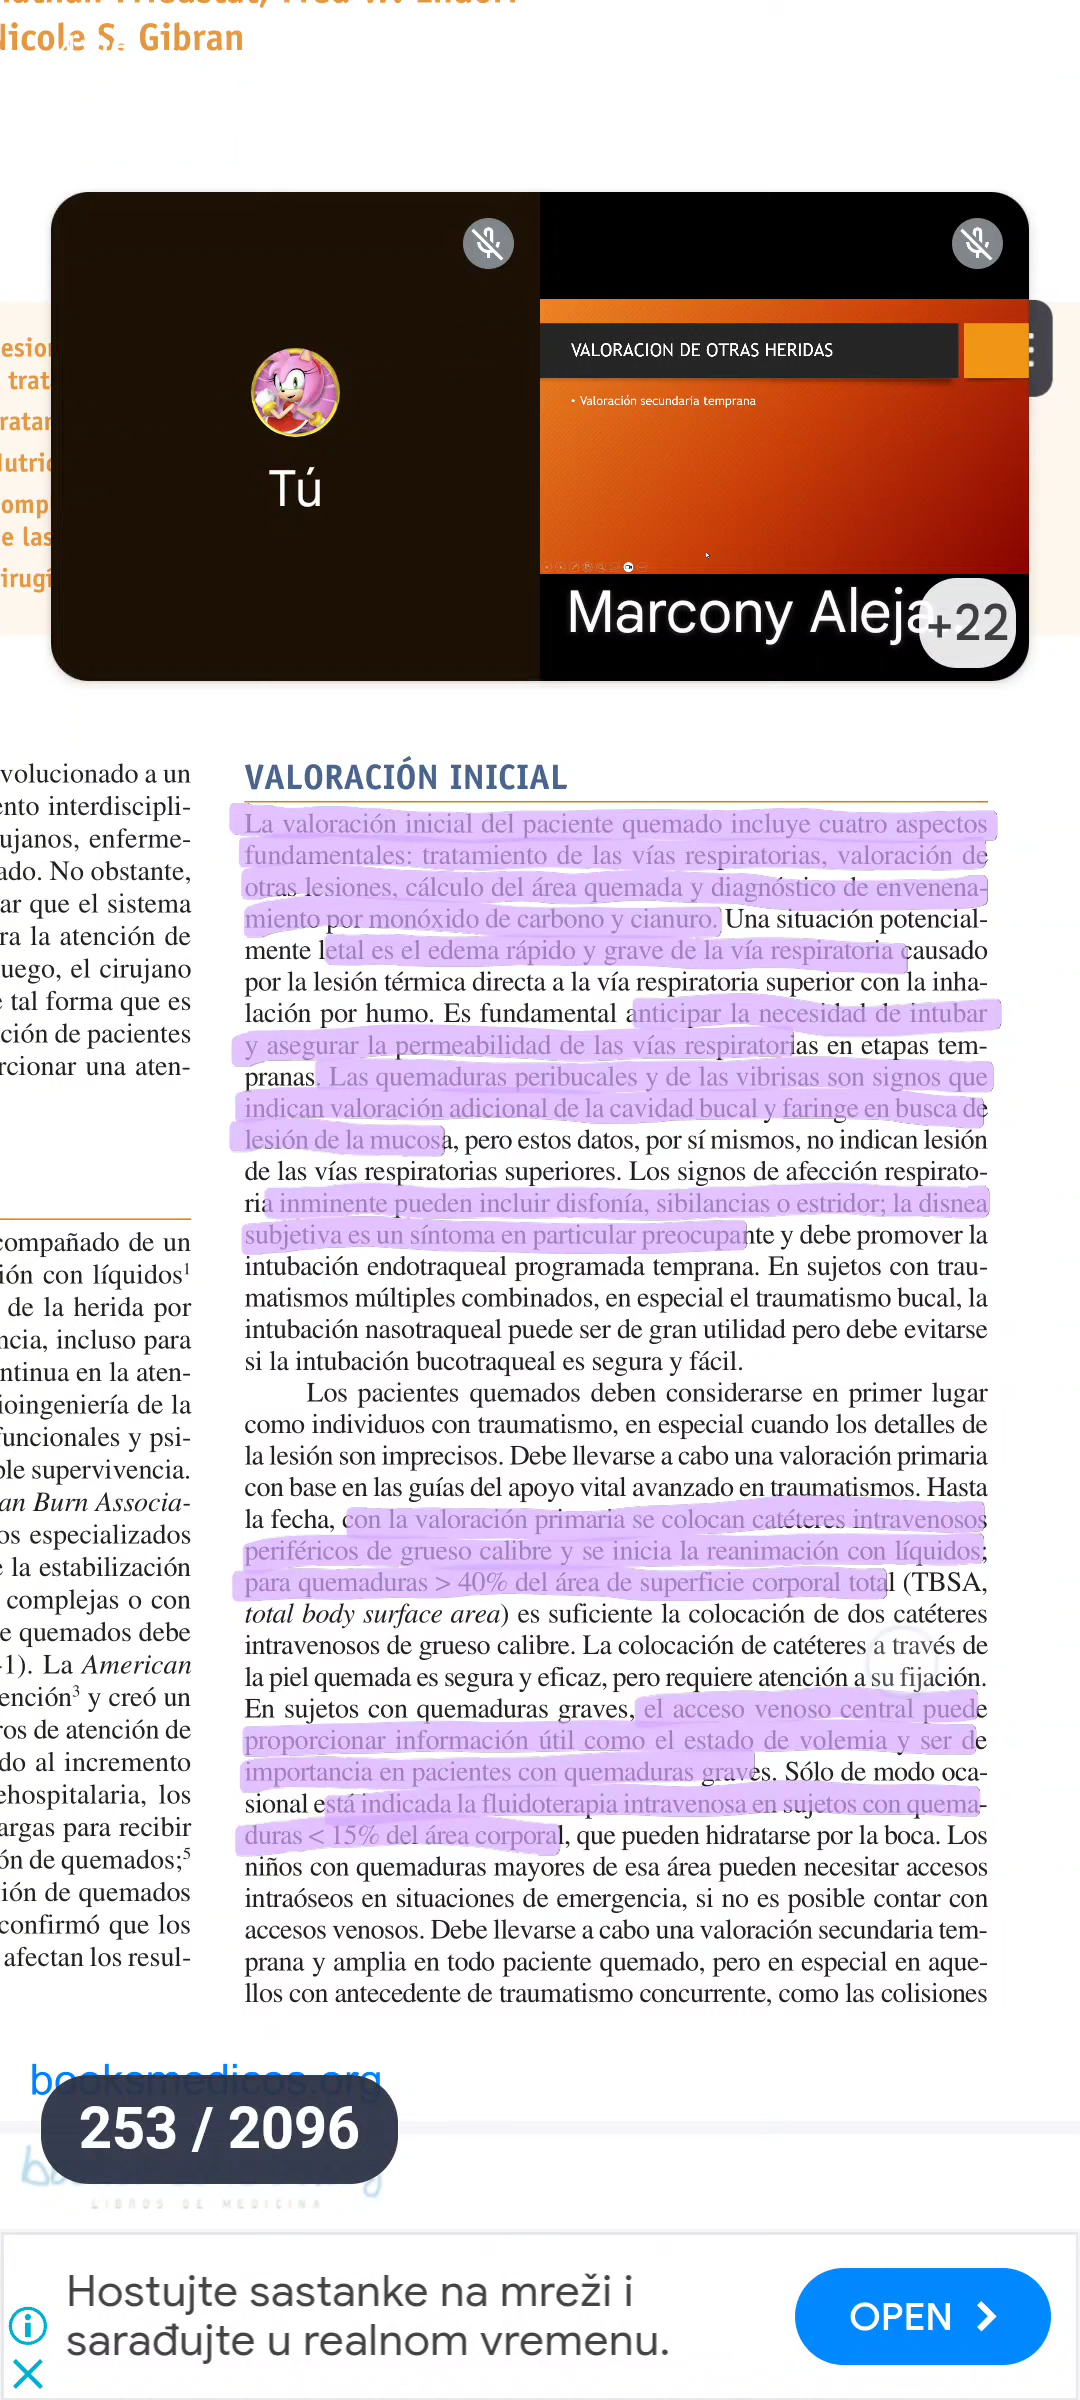 Nicole S. Gibran
VALORACION DE OTRAS HERIDAS
• Valoración secundaria temprana
Tú
Marcony Aleja
+22
volucionado a un
nto interdiscipli-
ujanos, enferme-
ado. No obstante,
ar que el sistema
ra la atención de
uego, el cirujano
e tal forma que es
ción de pacientes
rcionar una aten-
compañado de un
ión con líquidos¹
de la herida por
ncia, incluso para
ntinua en la aten-
ioingeniería de la
funcionales y psi-
ble supervivencia.
an Burn Associa-
os especializados
e la estabilización
complejas o con
e quemados debe
-1). La American
ención³ y creó un
ros de atención de
do al incremento
ehospitalaria, los
argas para recibir
ón de quemados;⁵
ión de quemados
confirmó que los
afectan los resul-
VALORACIÓN INICIAL
La valoración inicial del paciente quemado incluye cuatro aspectos
fundamentales: tratamiento de las vías respiratorias, valoración de
otras lesiones, cálculo del área quemada y diagnóstico de envenena-
miento por monóxido de carbono y cianuro. Una situación potencial-
mente letal es el edema rápido y grave de la vía respiratoria causado
por la lesión térmica directa a la vía respiratoria superior con la inha-
lación por humo. Es fundamental anticipar la necesidad de intubar
y asegurar la permeabilidad de las vías respiratorias en etapas tem-
pranas. Las quemaduras peribucales y de las vibrisas son signos que
indican valoración adicional de la cavidad bucal y faringe en busca de
lesión de la mucosa, pero estos datos, por sí mismos, no indican lesión
de las vías respiratorias superiores. Los signos de afección respirato-
ria inminente pueden incluir disfonía, sibilancias o estridor; la disnea
subjetiva es un síntoma en particular preocupante y debe promover la
intubación endotraqueal programada temprana. En sujetos con trau-
matismos múltiples combinados, en especial el traumatismo bucal, la
intubación nasotraqueal puede ser de gran utilidad pero debe evitarse
si la intubación bucotraqueal es segura y fácil.
Los pacientes quemados deben considerarse en primer lugar
como individuos con traumatismo, en especial cuando los detalles de
la lesión son imprecisos. Debe llevarse a cabo una valoración primaria
con base en las guías del apoyo vital avanzado en traumatismos. Hasta
la fecha, con la valoración primaria se colocan catéteres intravenosos
periféricos de grueso calibre y se inicia la reanimación con líquidos;
para quemaduras > 40% del área de superficie corporal total (TBSA,
total body surface area) es suficiente la colocación de dos catéteres
intravenosos de grueso calibre. La colocación de catéteres a través de
la piel quemada es segura y eficaz, pero requiere atención a su fijación.
En sujetos con quemaduras graves, el acceso venoso central puede
proporcionar información útil como el estado de volemia y ser de
importancia en pacientes con quemaduras graves. Sólo de modo oca-
sional está indicada la fluidoterapia intravenosa en sujetos con quema-
duras < 15% del área corporal, que pueden hidratarse por la boca. Los
niños con quemaduras mayores de esa área pueden necesitar accesos
intraóseos en situaciones de emergencia, si no es posible contar con
accesos venosos. Debe llevarse a cabo una valoración secundaria tem-
prana y amplia en todo paciente quemado, pero en especial en aque-
llos con antecedente de traumatismo concurrente, como las colisiones
booksmedicos.org
253 / 2096
LIBROS DE MEDICINA
Hostujte sastanke na mreži i
sarađujte u realnom vremenu.
OPEN